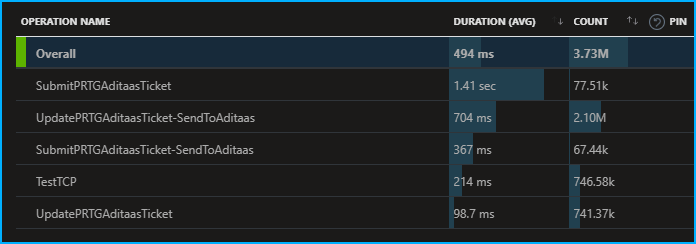 OPERATION NAME DURATION (AVG) COUNT PIN
Overall 494 ms 3.73M
SubmitPRTGAditaasTicket 1.41 sec 77.51k
UpdatePRTGAditaasTicket-SendToAditaas 704 ms 2.10M
SubmitPRTGAditaasTicket-SendToAditaas 367 ms 67.44k
TestTCP 214 ms 746.58k
UpdatePRTGAditaasTicket 98.7 ms 741.37k